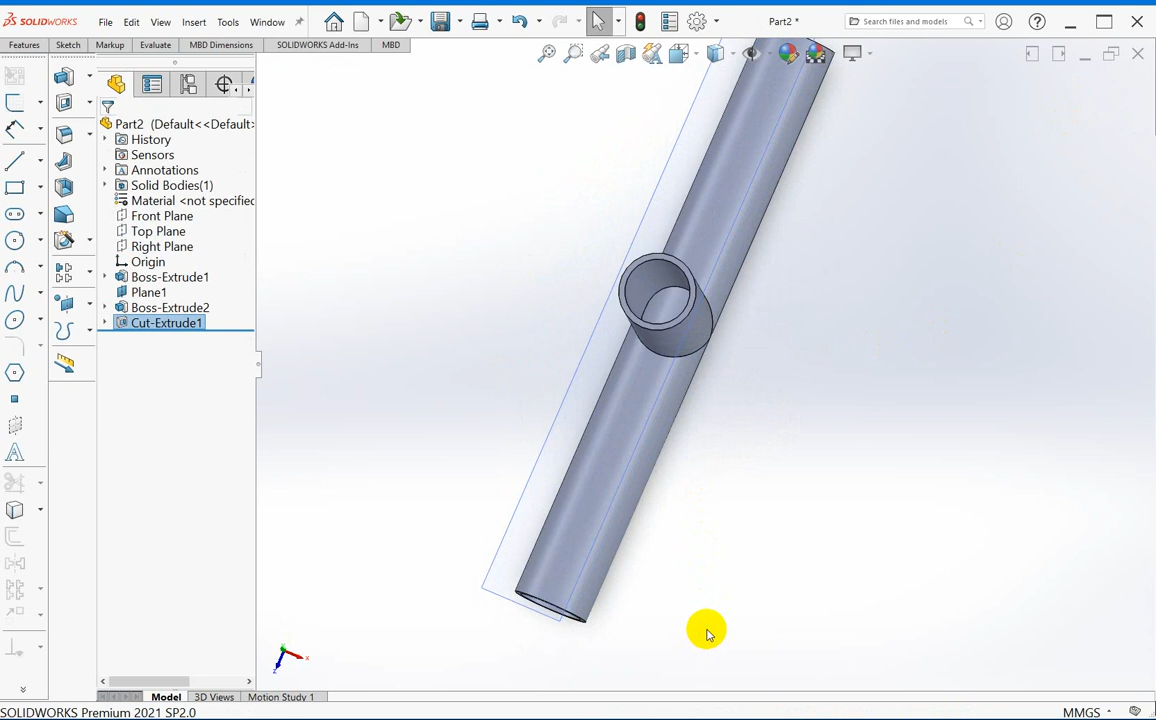 SOLIDWORKS File Edit View Insert Tools Window Part2 * Search files and models
Features Sketch Markup Evaluate MBD Dimensions SOLIDWORKS Add-Ins MBD
Part2 (Default<<Default>
History
Sensors
Annotations
Solid Bodies(1)
Material <not specified
Front Plane
Top Plane
Right Plane
Origin
Boss-Extrude1
Plane1
Boss-Extrude2
Cut-Extrude1
x
z
Model 3D Views Motion Study 1
SOLIDWORKS Premium 2021 SP2.0 MMGS